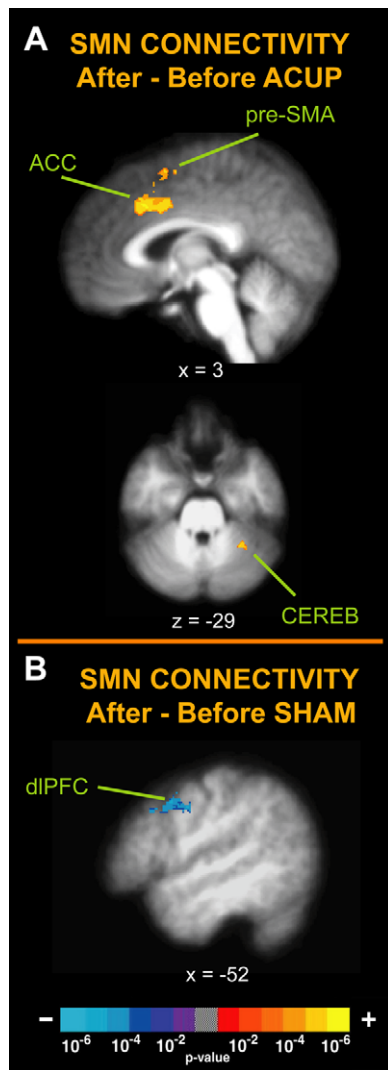 A
SMN CONNECTIVITY
After - Before ACUP
pre-SMA
ACC
x = 3
CEREB
z = -29
B
SMN CONNECTIVITY
After - Before SHAM
dlPFC
x = -52
− +
10-6 10-4 10-2 10-2 10-4 10-6
p-value